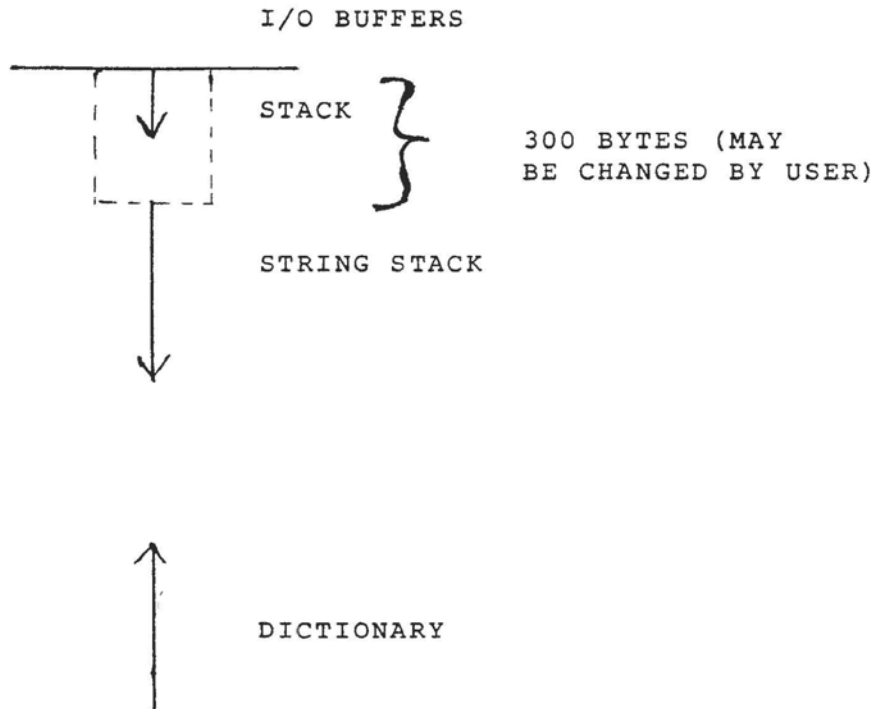 I/O BUFFERS
STACK
300 BYTES (MAY
BE CHANGED BY USER)
STRING STACK
DICTIONARY